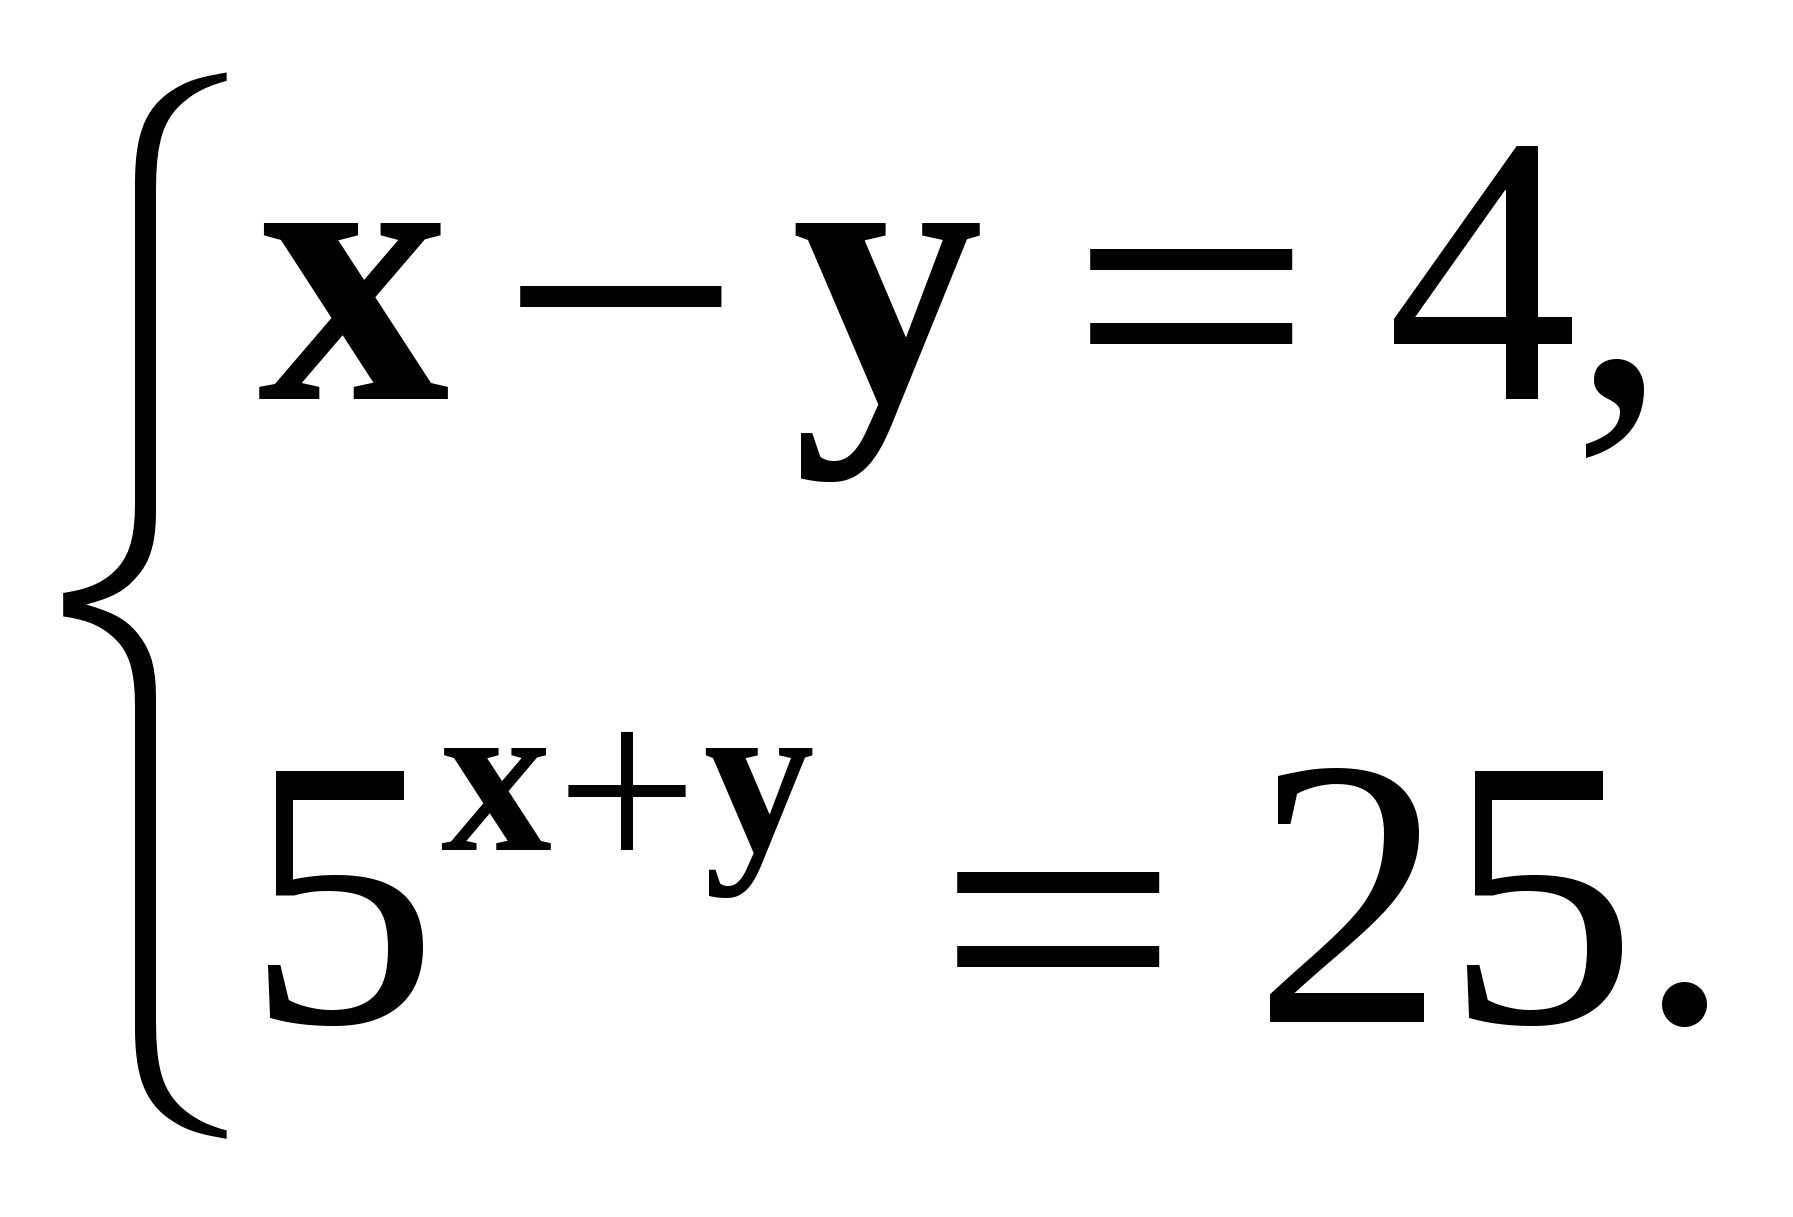 x − y = 4,
5^{x+y} = 25.